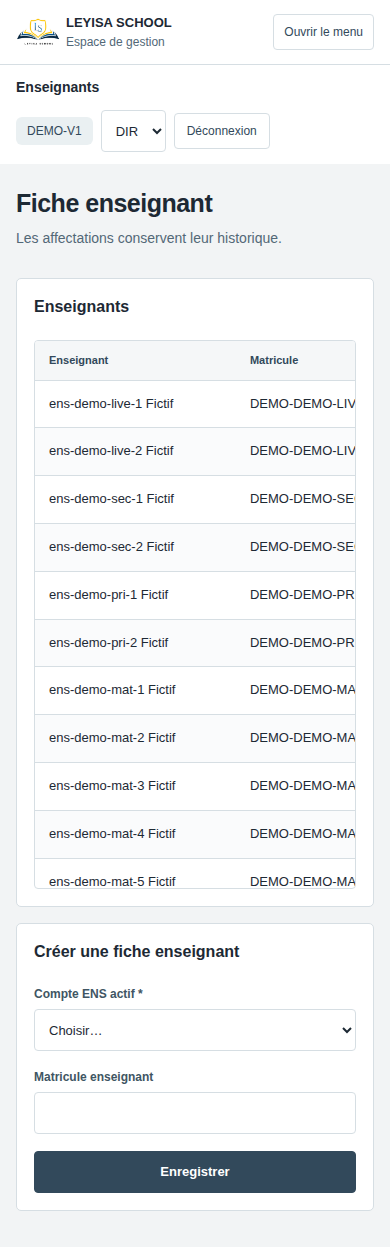 LEYISA SCHOOL
Espace de gestion
Ouvrir le menu
Enseignants
DEMO-V1
DIR
Déconnexion
Fiche enseignant
Les affectations conservent leur historique.
Enseignants
Enseignant Matricule
ens-demo-live-1 Fictif DEMO-DEMO-LIV
ens-demo-live-2 Fictif DEMO-DEMO-LIV
ens-demo-sec-1 Fictif DEMO-DEMO-SE
ens-demo-sec-2 Fictif DEMO-DEMO-SE
ens-demo-pri-1 Fictif DEMO-DEMO-PR
ens-demo-pri-2 Fictif DEMO-DEMO-PR
ens-demo-mat-1 Fictif DEMO-DEMO-MA
ens-demo-mat-2 Fictif DEMO-DEMO-MA
ens-demo-mat-3 Fictif DEMO-DEMO-MA
ens-demo-mat-4 Fictif DEMO-DEMO-MA
ens-demo-mat-5 Fictif DEMO-DEMO-MA
Créer une fiche enseignant
Compte ENS actif *
Choisir…
Matricule enseignant
Enregistrer